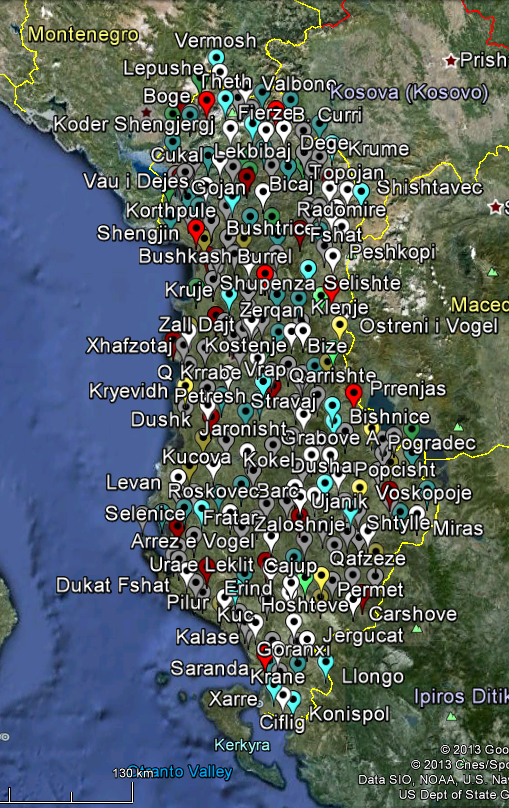 Montenegro
Vermosh
Prish
Lepushe
Theth
Valbone
Boge
Kosova (Kosovo)
Koder Shengjergj
Fierze
B. Curri
Cukal
Lekbibaj
Dege
Krume
Topojan
Vau i Dejes
Gojan
Bicaj
Shishtavec
Korthpule
Radomire
S
Shengjin
Bushtrice
Fshat
Bushkash
Burrel
Peshkopi
Kruje
Shupenza
Selishte
Zerqan
Klenje
Maced
Zall Dajt
Ostreni i Vogel
Xhafzotaj
Kostenje
Bize
Q
Krrabe
Vrap
Qarrishte
Kryevidh
Petresh
Stravaj
Prrenjas
Dushk
Bishnice
Jaronisht
Grabove A
Pogradec
Kucova
Kokel
Dusha
Popcisht
Levan
Roskovec
Barc
Ujanik
Voskopoje
Selenice
Fratar
Zaloshnje
Shtylle
Miras
Arrez
e Vogel
Qafzeze
Ura e
Leklit
Cajup
Dukat Fshat
Erind
Permet
Pilur
Hoshteve
Carshove
Kuc
Kalase
Jergucat
Goranxi
Saranda
Krane
Llongo
Xarre
Ipiros Ditik
Ciflig
Konispol
Kerkyra
Otranto Valley
130 km
© 2013 Goo
© 2013 Cnes/Spo
Data SIO, NOAA, U.S. Na
US Dept of State G